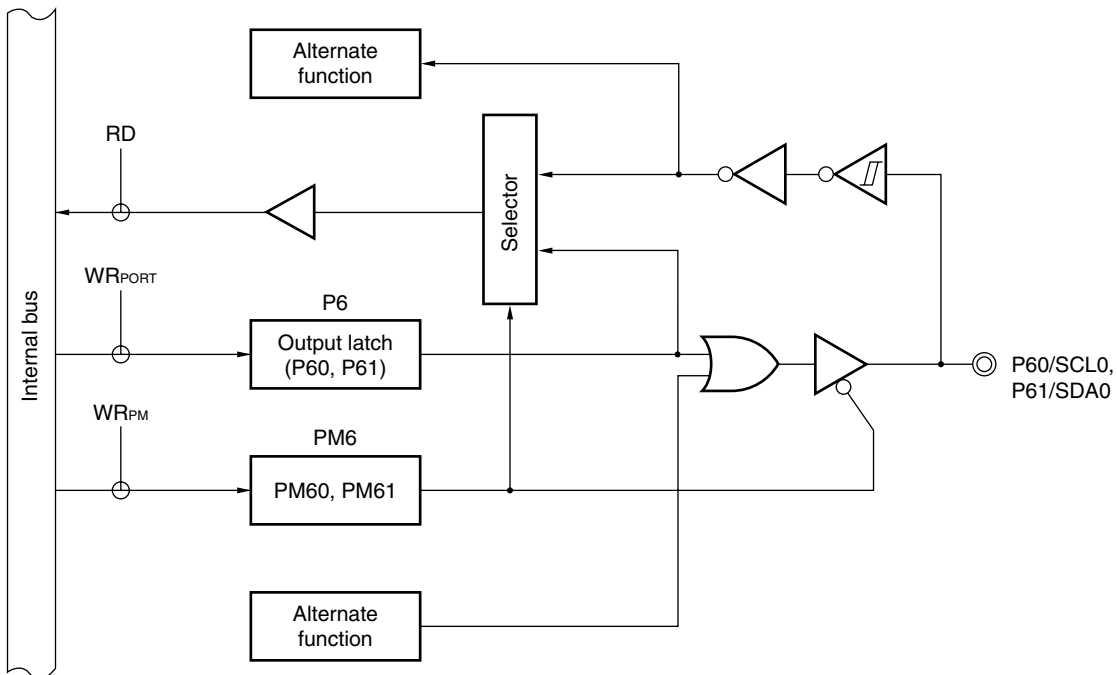 Alternate
function
RD
Selector
WRPORT
P6
Output latch
(P60, P61)
Internal bus
P60/SCL0,
P61/SDA0
WRPM
PM6
PM60, PM61
Alternate
function